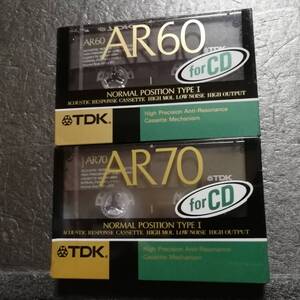 AR60
AR60
TDK
for CD
NORMAL POSITION TYPE I
ACOUSTIC RESPONSE CASSETTE HIGH MOL LOW NOISE HIGH OUTPUT
TDK
High Precision Anti-Resonance
Cassette Mechanism
AR70
AR70
TDK
for CD
NORMAL POSITION TYPE I
ACOUSTIC RESPONSE CASSETTE HIGH MOL LOW NOISE HIGH OUTPUT
TDK
High Precision Anti-Resonance
Cassette Mechanism